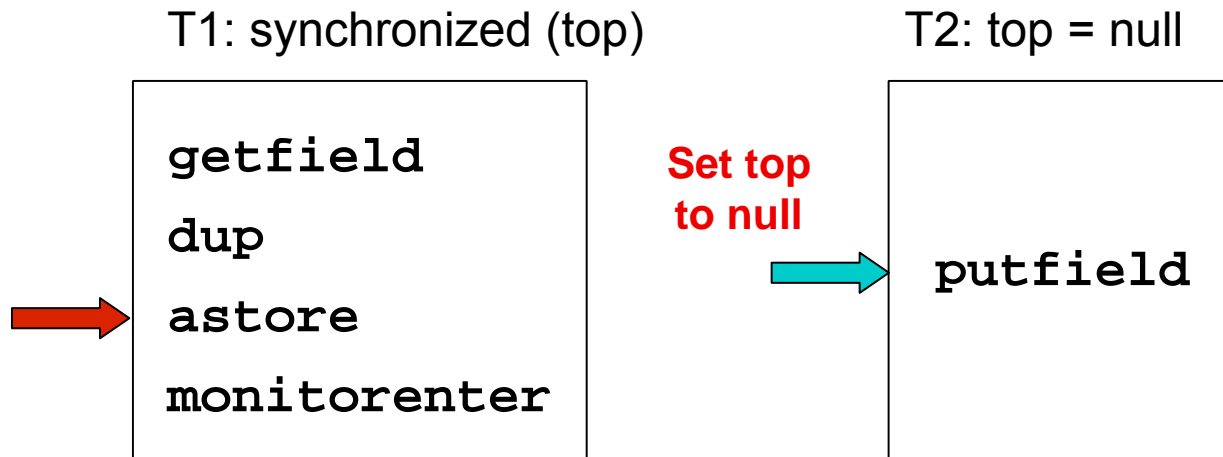 T1: synchronized (top)
T2: top = null
getfield
dup
astore
monitorenter
Set top
to null
putfield